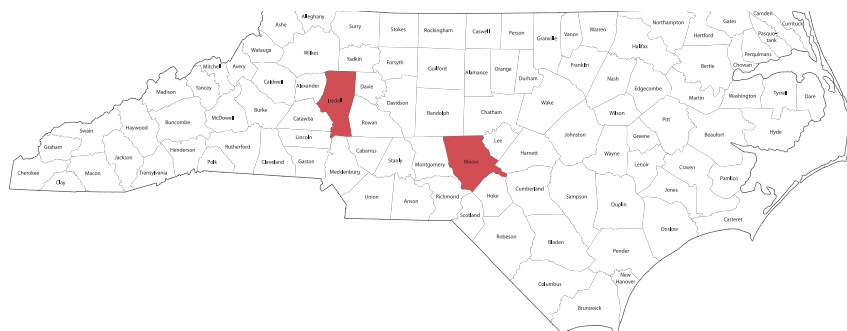 Alleghany
Ashe
Surry
Stokes
Rockingham
Caswell
Person
Granville
Vance
Warren
Northampton
Gates
Camden
Currituck
Pasquo-
tank
Hertford
Perquimans
Chowan
Halifax
Bertie
Watauga
Wilkes
Yadkin
Forsyth
Guilford
Alamance
Orange
Durham
Franklin
Nash
Edgecombe
Martin
Washington
Tyrrell
Dare
Mitchell
Avery
Yancey
Madison
Caldwell
Alexander
Iredell
Davie
Davidson
Randolph
Chatham
Wake
Wilson
Pitt
Beaufort
Hyde
Swain
Haywood
Buncombe
McDowell
Burke
Catawba
Rowan
Lincoln
Graham
Jackson
Henderson
Rutherford
Polk
Cleveland
Gaston
Cabarrus
Stanly
Montgomery
Moore
Lee
Harnett
Johnston
Wayne
Greene
Lenoir
Craven
Pamlico
Cherokee
Clay
Macon
Transylvania
Mecklenburg
Union
Anson
Richmond
Hoke
Scotland
Cumberland
Sampson
Duplin
Jones
Carteret
Onslow
Robeson
Bladen
Pender
Columbus
New
Hanover
Brunswick